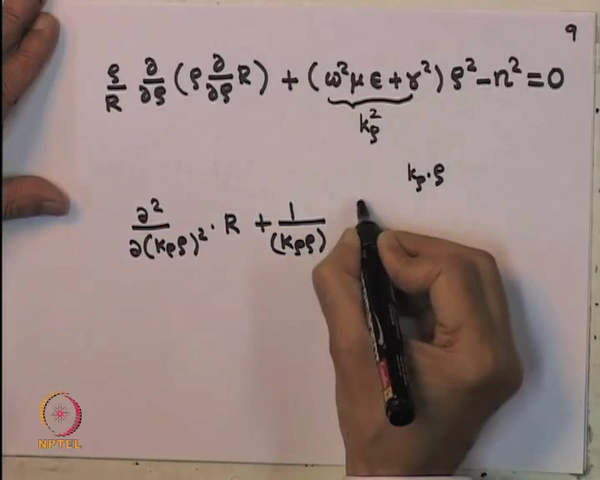 9
ρ/R ∂/∂ρ (ρ ∂/∂ρ R) + (ω²με + γ²) ρ² - n² = 0
kρ²
kρ·ρ
∂²/∂(kρρ)² · R + 1/(kρρ)
NPTEL